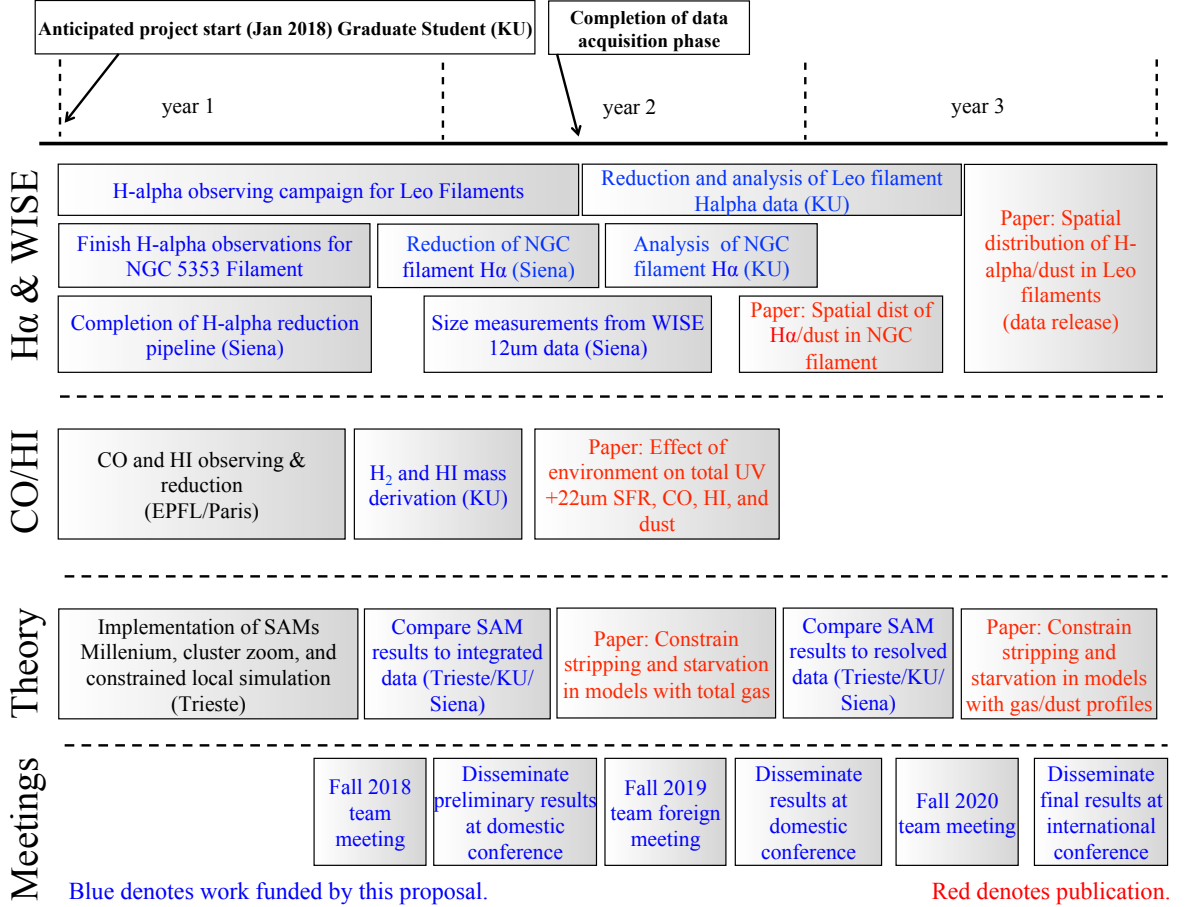 Anticipated project start (Jan 2018) Graduate Student (KU)
Completion of data
acquisition phase
year 1
year 2
year 3
Hα & WISE
H-alpha observing campaign for Leo Filaments
Reduction and analysis of Leo filament
Halpha data (KU)
Finish H-alpha observations for
NGC 5353 Filament
Reduction of NGC
filament Hα (Siena)
Analysis of NGC
filament Hα (KU)
Completion of H-alpha reduction
pipeline (Siena)
Size measurements from WISE
12um data (Siena)
Paper: Spatial dist of
Hα/dust in NGC
filament
Paper: Spatial
distribution of H-
alpha/dust in Leo
filaments
(data release)
CO/HI
CO and HI observing &
reduction
(EPFL/Paris)
H2 and HI mass
derivation (KU)
Paper: Effect of
environment on total UV
+22um SFR, CO, HI, and
dust
Theory
Implementation of SAMs
Millenium, cluster zoom, and
constrained local simulation
(Trieste)
Compare SAM
results to integrated
data (Trieste/KU/
Siena)
Paper: Constrain
stripping and starvation
in models with total gas
Compare SAM
results to resolved
data (Trieste/KU/
Siena)
Paper: Constrain
stripping and
starvation in models
with gas/dust profiles
Meetings
Fall 2018
team
meeting
Disseminate
preliminary results
at domestic
conference
Fall 2019
team foreign
meeting
Disseminate
results at
domestic
conference
Fall 2020
team meeting
Disseminate
final results at
international
conference
Blue denotes work funded by this proposal.
Red denotes publication.